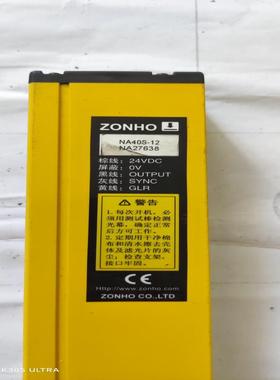 ZONHO
NA40S-12
NA27638
棕线: 24VDC
屏蔽: 0V
黑线: OUTPUT
灰线: SYNC
黄线: GLR
警告
1. 每次开机，必
须用测试棒检测
光幕，确定正常
后方可工作。
2. 定期用干净棉
布和清水擦去壳
体及滤光片的灰
尘；检查支架、
接口牢固。
CE
www.zonho.com
ZONHO CO.,LTD
K30S ULTRA